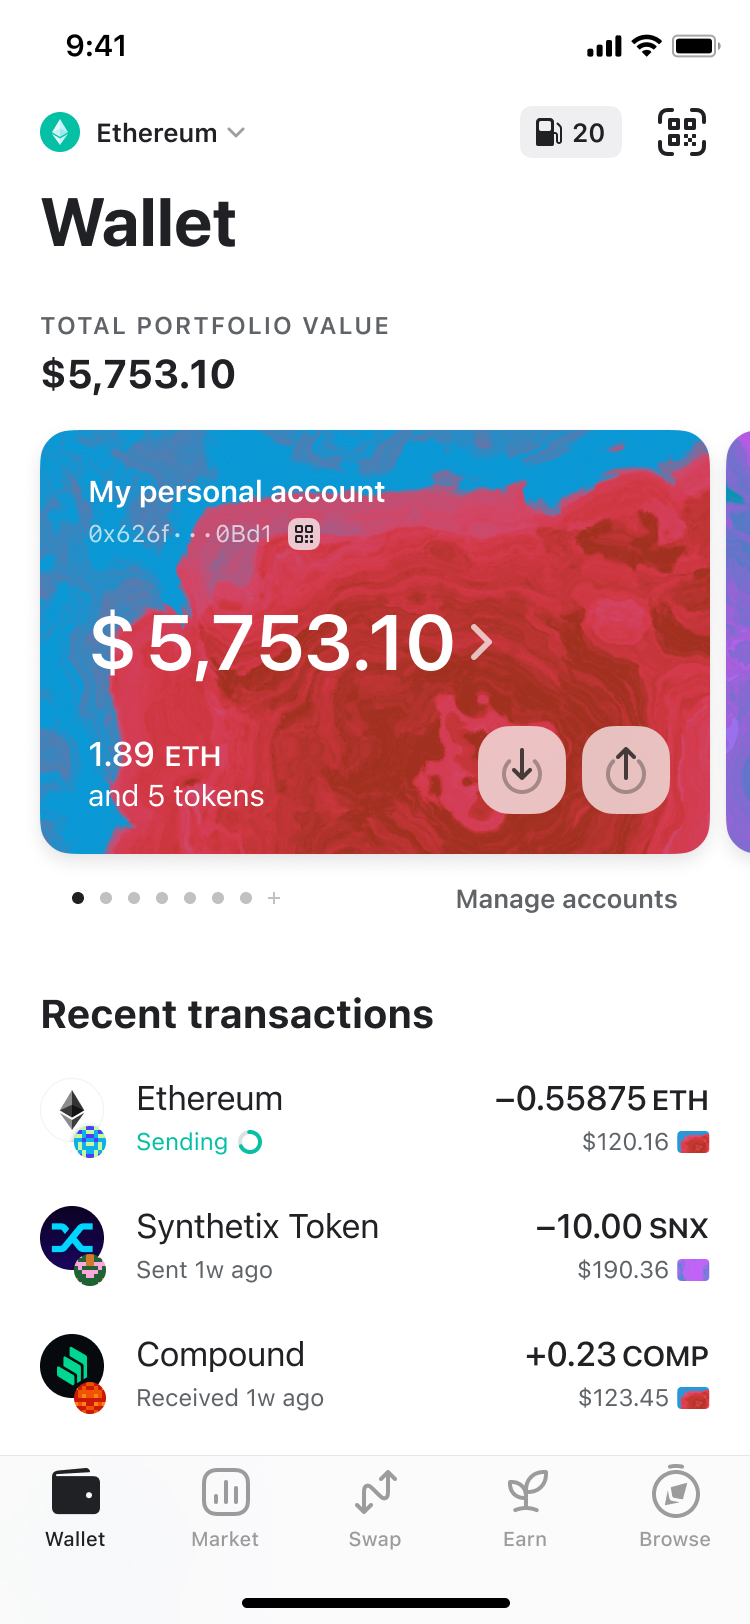 9:41
Ethereum
20
Wallet
TOTAL PORTFOLIO VALUE
$5,753.10
My personal account
0x626f···0Bd1
$5,753.10
1.89 ETH
and 5 tokens
Manage accounts
Recent transactions
Ethereum
−0.55875 ETH
Sending
$120.16
Synthetix Token
−10.00 SNX
Sent 1w ago
$190.36
Compound
+0.23 COMP
Received 1w ago
$123.45
Wallet
Market
Swap
Earn
Browse